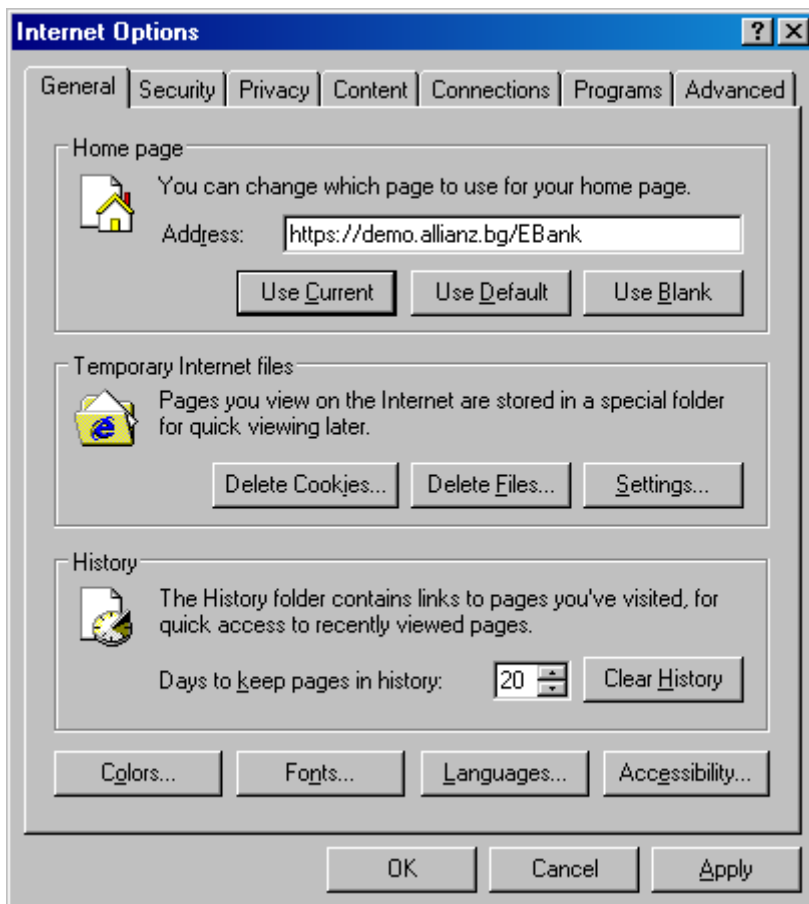 Internet Options
General Security Privacy Content Connections Programs Advanced
Home page
You can change which page to use for your home page.
Address: https://demo.allianz.bg/EBank
Use Current Use Default Use Blank
Temporary Internet files
Pages you view on the Internet are stored in a special folder
for quick viewing later.
Delete Cookies... Delete Files... Settings...
History
The History folder contains links to pages you've visited, for
quick access to recently viewed pages.
Days to keep pages in history: 20 Clear History
Colors... Fonts... Languages... Accessibility...
OK Cancel Apply